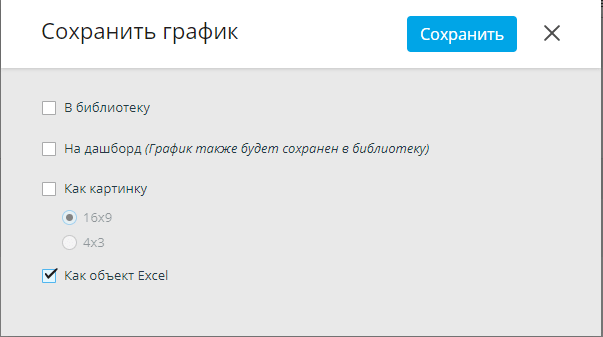 Сохранить график
Сохранить
В библиотеку
На дашборд (График также будет сохранен в библиотеку)
Как картинку
16x9
4x3
Как объект Excel